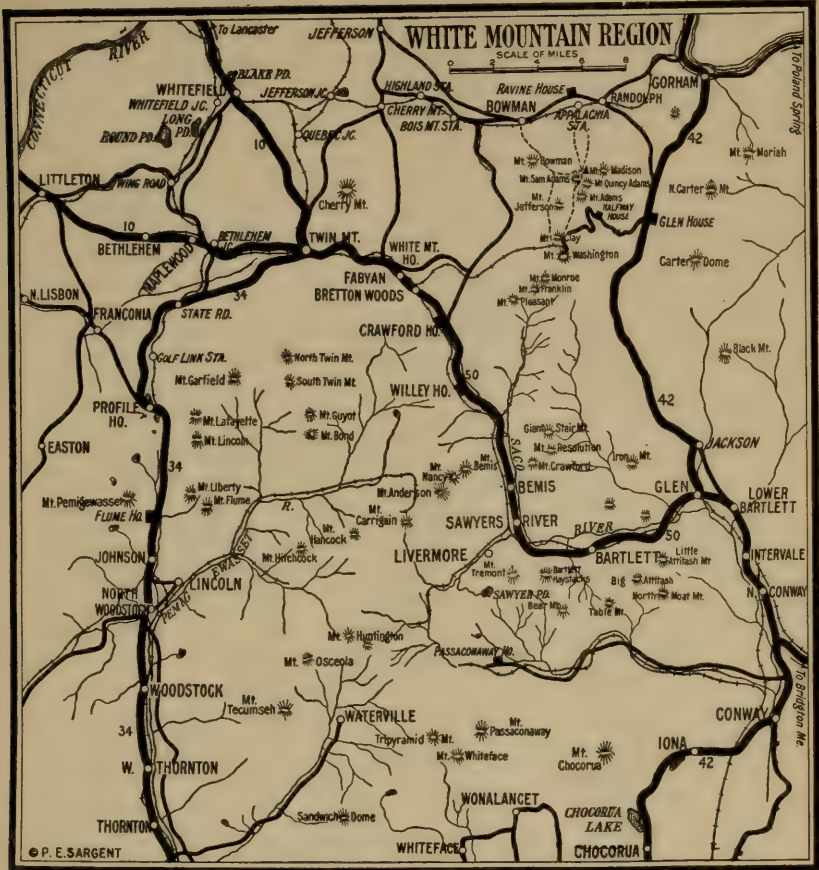 WHITE MOUNTAIN REGION
SCALE OF MILES
0 2 4 6 8
To Lancaster
JEFFERSON
CONNECTICUT RIVER
BLAKE PD.
WHITEFIELD
WHITEFIELD JC.
JEFFERSON JC.
HIGHLAND STA.
CHERRY MT.
BOIS MT. STA.
RAVINE HOUSE
BOWMAN
APPALACHIA STA.
RANDOLPH
GORHAM
To Poland Spring
LONG PD.
ROUND PD.
QUEBEC JC.
10
42
Mt. Moriah
LITTLETON
WING ROAD
Cherry Mt.
Mt. Bowman
Mt. Madison
Mt. Sam Adams
Mt. Quincy Adams
Mt. Adams
Mt. Jefferson
HALFWAY HOUSE
N. Carter Mt.
GLEN HOUSE
10
BETHLEHEM
MAPLEWOOD
BETHLEHEM JC.
TWIN MT.
WHITE MT. HO.
Mt. Clay
Mt. Washington
Carter Dome
FABYAN
BRETTON WOODS
Mt. Monroe
Mt. Franklin
Mt. Pleasant
N. LISBON
FRANCONIA
34
STATE RD.
CRAWFORD HO.
GOLF LINK STA.
North Twin Mt.
Mt. Garfield
South Twin Mt.
50
Black Mt.
WILLEY HO.
PROFILE HO.
Mt. Lafayette
Mt. Lincoln
Mt. Guyot
Mt. Bond
42
EASTON
34
Giant Stair Mt.
Mt. Resolution
Mt. Crawford
Iron Mt.
JACKSON
SACO
Mt. Bemis
Mt. Nancy
Mt. Anderson
BEMIS
GLEN
LOWER BARTLETT
Mt. Pemigewasset
Mt. Liberty
Mt. Flume
FLUME HO.
R.
Mt. Carrigain
SAWYERS RIVER
RIVER
50
Mt. Hancock
Mt. Hitchcock
LIVERMORE
BARTLETT
Little Attitash Mt
INTERVALE
JOHNSON
PEMIGEWASSET
LINCOLN
Mt. Tremont
Bartlett Haystacks
Big Attitash
North Moat Mt.
N. CONWAY
NORTH WOODSTOCK
SAWYER PD.
Bear Mt.
Table Mt.
Mt. Huntington
Mt. Osceola
PASSACONAWAY HO.
To Bridgton Me.
WOODSTOCK
Mt. Tecumseh
WATERVILLE
CONWAY
34
Tripyramid Mt.
Mt. Passaconaway
Mt. Whiteface
Mt. Chocorua
IONA
42
W. THORNTON
WONALANCET
THORNTON
Sandwich Dome
CHOCORUA LAKE
WHITEFACE
CHOCORUA
© P. E. SARGENT